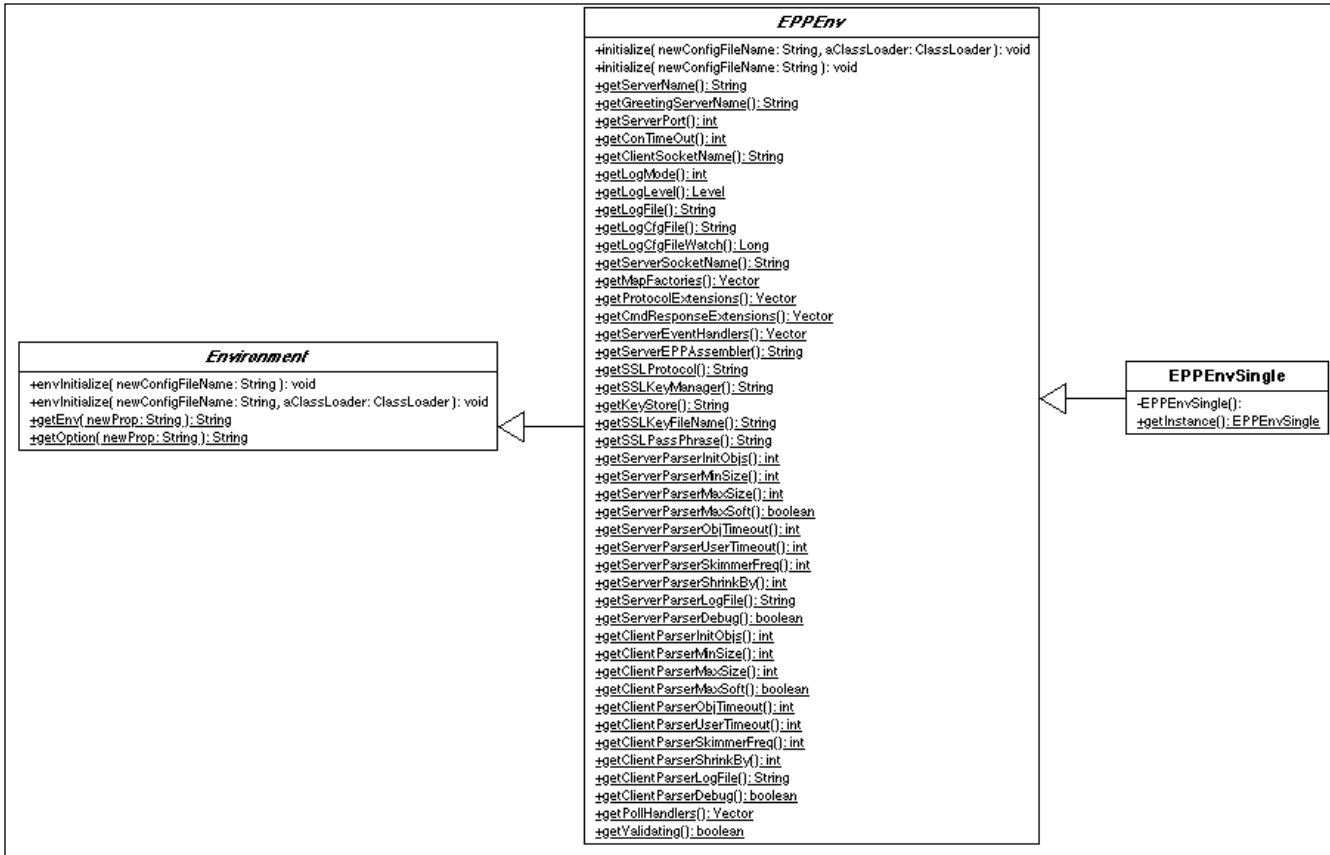 EPPEnv
+initialize( newConfigFileName: String, aClassLoader: ClassLoader ): void
+initialize( newConfigFileName: String ): void
+getServerName(): String
+getGreetingServerName(): String
+getServerPort(): int
+getConTimeOut(): int
+getClientSocketName(): String
+getLogMode(): int
+getLogLevel(): Level
+getLogFile(): String
+getLogCfgFile(): String
+getLogCfgFileWatch(): Long
+getServerSocketName(): String
+getMapFactories(): Vector
+getProtocolExtensions(): Vector
+getCmdResponseExtensions(): Vector
+getServerEventHandlers(): Vector
+getServerEPPAssembler(): String
+getSSLProtocol(): String
+getSSLKeyManager(): String
+getKeyStore(): String
+getSSLKeyFileName(): String
+getSSLPassPhrase(): String
+getServerParserInitObjs(): int
+getServerParserMinSize(): int
+getServerParserMaxSize(): int
+getServerParserMaxSoft(): boolean
+getServerParserObjTimeout(): int
+getServerParserUserTimeout(): int
+getServerParserSkimmerFreq(): int
+getServerParserShrinkBy(): int
+getServerParserLogFile(): String
+getServerParserDebug(): boolean
+getClientParserInitObjs(): int
+getClientParserMinSize(): int
+getClientParserMaxSize(): int
+getClientParserMaxSoft(): boolean
+getClientParserObjTimeout(): int
+getClientParserUserTimeout(): int
+getClientParserSkimmerFreq(): int
+getClientParserShrinkBy(): int
+getClientParserLogFile(): String
+getClientParserDebug(): boolean
+getPollHandlers(): Vector
+getValidating(): boolean
Environment
+envInitialize( newConfigFileName: String ): void
+envInitialize( newConfigFileName: String, aClassLoader: ClassLoader ): void
+getEnv( newProp: String ): String
+getOption( newProp: String ): String
EPPEnvSingle
-EPPEnvSingle():
+getInstance(): EPPEnvSingle